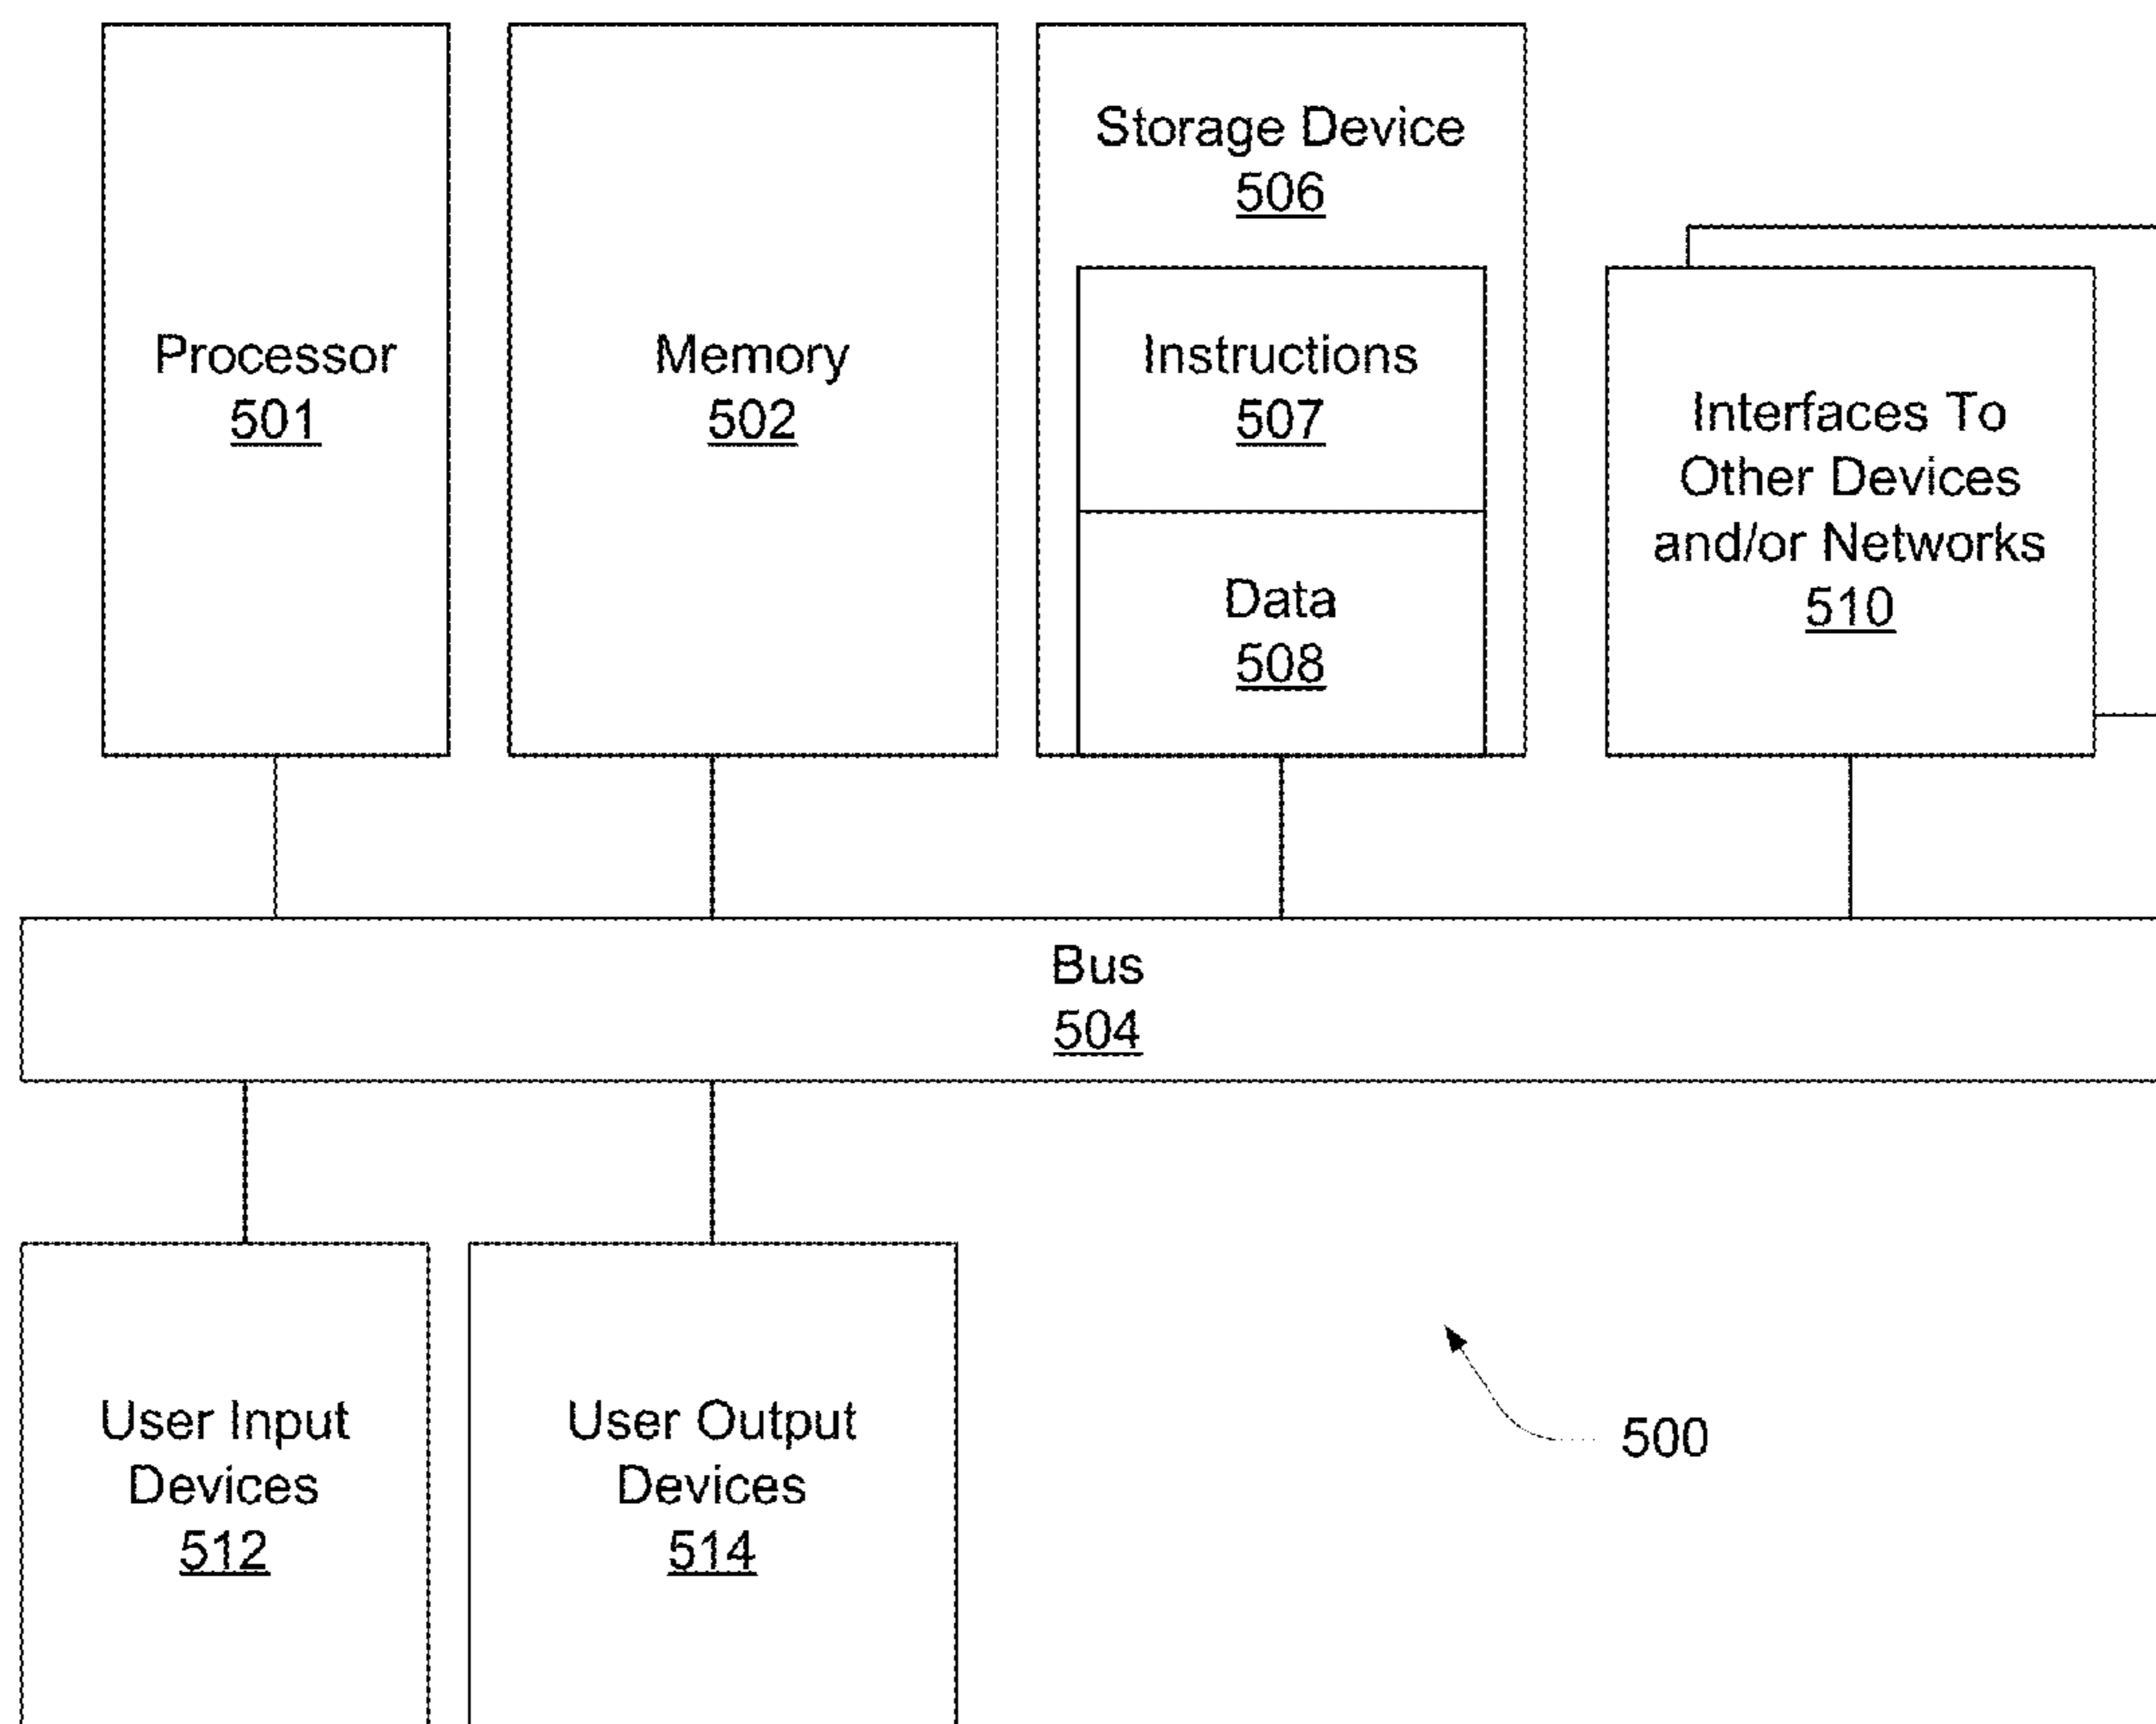 Processor
501
Memory
502
Storage Device
506
Instructions
507
Data
508
Interfaces To
Other Devices
and/or Networks
510
Bus
504
User Input
Devices
512
User Output
Devices
514
500